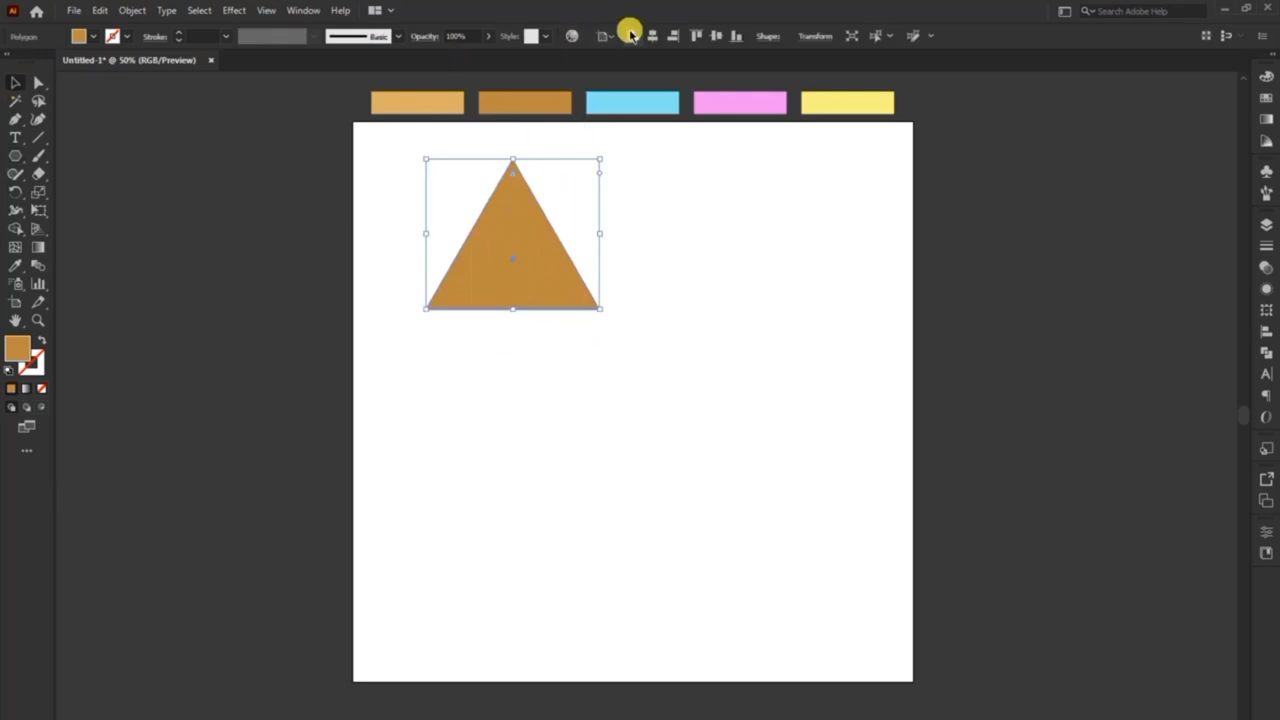 Ai File Edit Object Type Select Effect View Window Help Search Adobe Help
Polygon Stroke: Basic Opacity: 100% Style: Shape: Transform
Untitled-1* @ 50% (RGB/Preview) ×